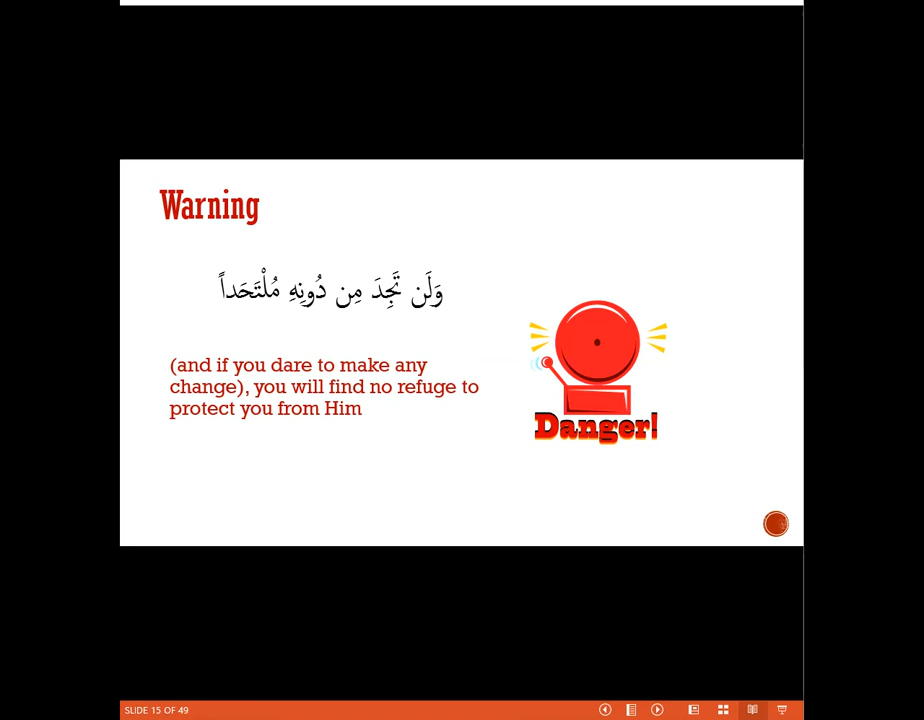 Warning
وَلَن تَجِدَ مِن دُونِهِ مُلْتَحَداً
(and if you dare to make any
change), you will find no refuge to
protect you from Him
Danger!
SLIDE 15 OF 49